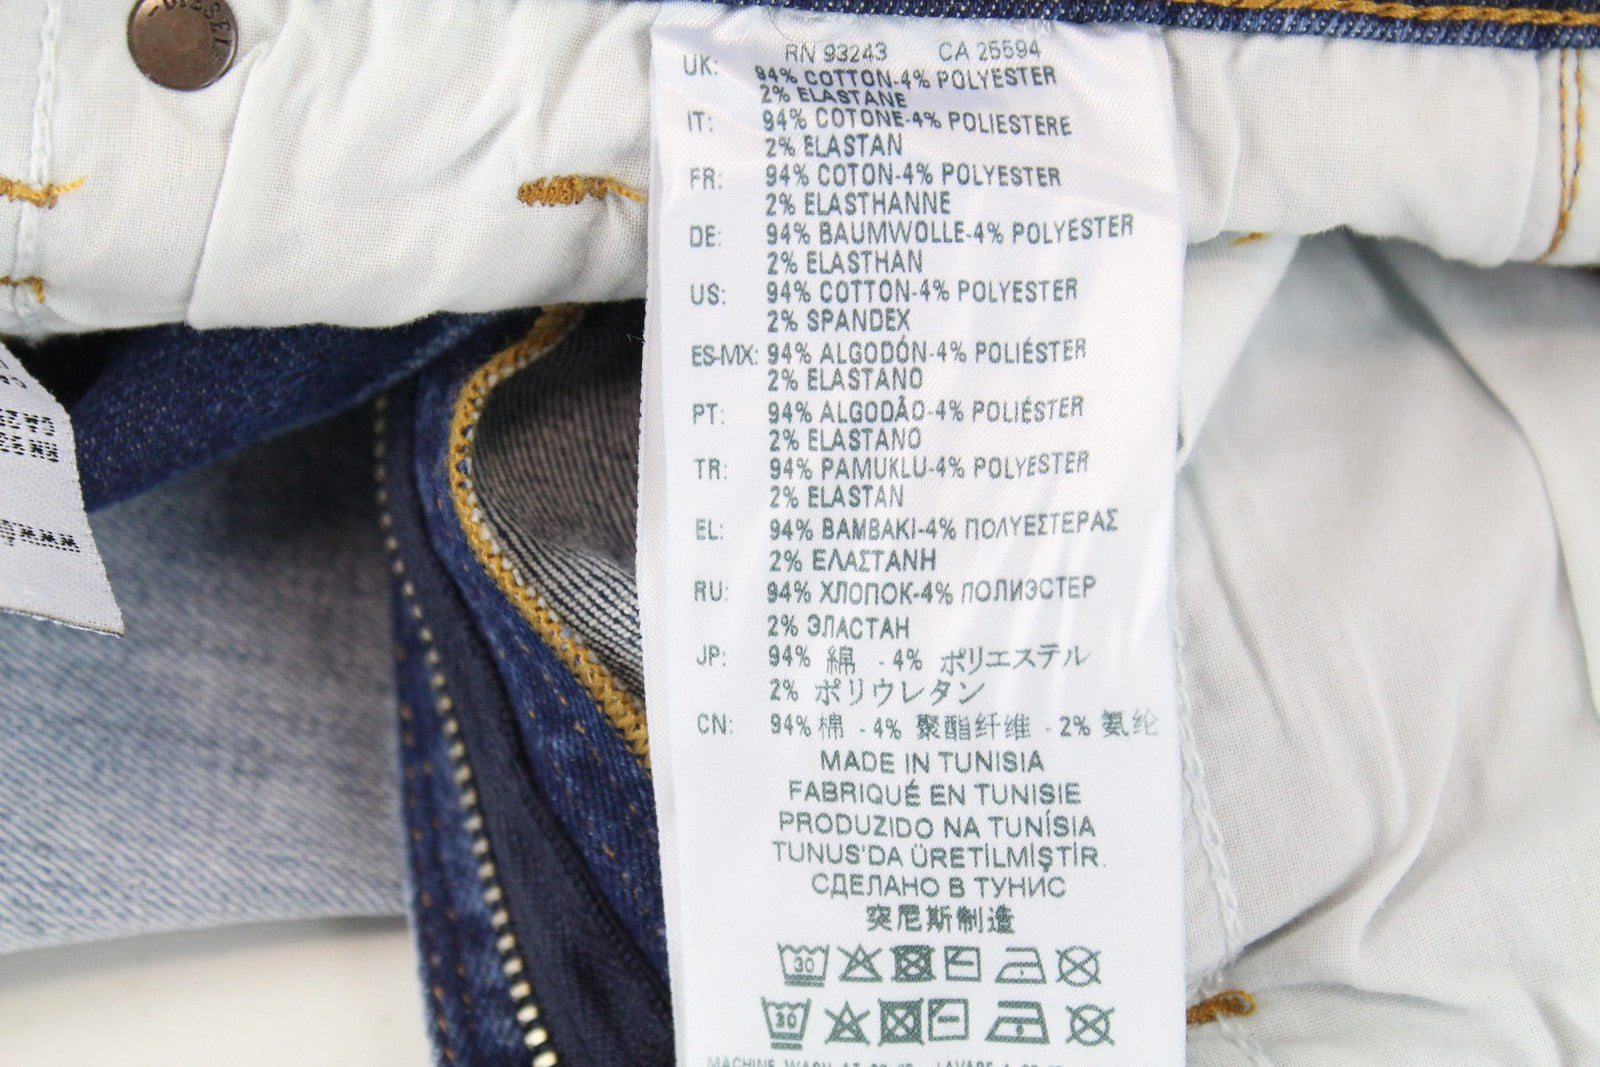 DIESEL
RN 93243 CA 25594
UK: 94% COTTON-4% POLYESTER
2% ELASTANE
IT: 94% COTONE-4% POLIESTERE
2% ELASTAN
FR: 94% COTON-4% POLYESTER
2% ELASTHANNE
DE: 94% BAUMWOLLE-4% POLYESTER
2% ELASTHAN
US: 94% COTTON-4% POLYESTER
2% SPANDEX
ES-MX: 94% ALGODÓN-4% POLIÉSTER
2% ELASTANO
PT: 94% ALGODÃO-4% POLIÉSTER
2% ELASTANO
TR: 94% PAMUKLU-4% POLYESTER
2% ELASTAN
EL: 94% BAMBAKI-4% ΠΟΛΥΕΣΤΕΡΑΣ
2% ΕΛΑΣΤΑΝΗ
RU: 94% ХЛОПОК-4% ПОЛИЭСТЕР
2% ЭЛАСТАН
JP: 94% 綿 - 4% ポリエステル
2% ポリウレタン
CN: 94% 棉 - 4% 聚酯纤维 - 2% 氨纶
MADE IN TUNISIA
FABRIQUÉ EN TUNISIE
PRODUZIDO NA TUNÍSIA
TUNUS'DA ÜRETİLMİŞTİR.
СДЕЛАНО В ТУНИС
突尼斯制造
30
30
MACHINE WASH AT